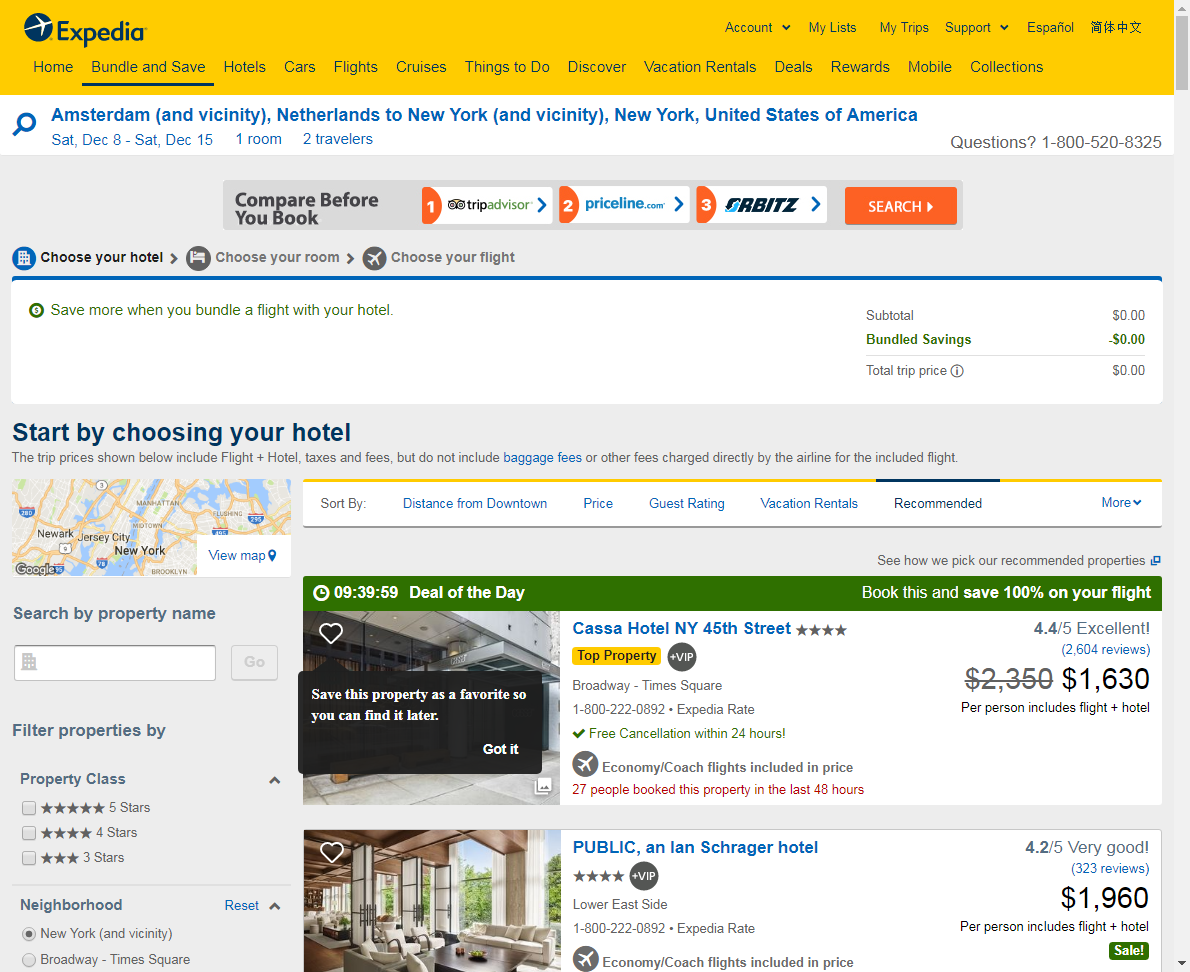 Expedia
Account My Lists My Trips Support Español 简体中文
Home Bundle and Save Hotels Cars Flights Cruises Things to Do Discover Vacation Rentals Deals Rewards Mobile Collections
Amsterdam (and vicinity), Netherlands to New York (and vicinity), New York, United States of America
Sat, Dec 8 - Sat, Dec 15 1 room 2 travelers
Questions? 1-800-520-8325
Compare Before
You Book
1 tripadvisor 2 priceline.com 3 ORBITZ SEARCH
Choose your hotel Choose your room Choose your flight
Save more when you bundle a flight with your hotel.
Subtotal $0.00
Bundled Savings -$0.00
Total trip price $0.00
Start by choosing your hotel
The trip prices shown below include Flight + Hotel, taxes and fees, but do not include baggage fees or other fees charged directly by the airline for the included flight.
3
MANHATTAN
280
FLUSHING
MIDTOWN
295
495
Newark
Jersey City
9
New York
78
BROOKLYN
Google
95
View map
Sort By: Distance from Downtown Price Guest Rating Vacation Rentals Recommended More
See how we pick our recommended properties
Search by property name
Go
Filter properties by
Property Class
5 Stars
4 Stars
3 Stars
Neighborhood Reset
New York (and vicinity)
Broadway - Times Square
09:39:59 Deal of the Day Book this and save 100% on your flight
Save this property as a favorite so
you can find it later.
Got it
Cassa Hotel NY 45th Street
Top Property +VIP
Broadway - Times Square
1-800-222-0892 • Expedia Rate
Free Cancellation within 24 hours!
Economy/Coach flights included in price
27 people booked this property in the last 48 hours
4.4/5 Excellent!
(2,604 reviews)
$2,350 $1,630
Per person includes flight + hotel
PUBLIC, an Ian Schrager hotel
+VIP
Lower East Side
1-800-222-0892 • Expedia Rate
Economy/Coach flights included in price
4.2/5 Very good!
(323 reviews)
$1,960
Per person includes flight + hotel
Sale!